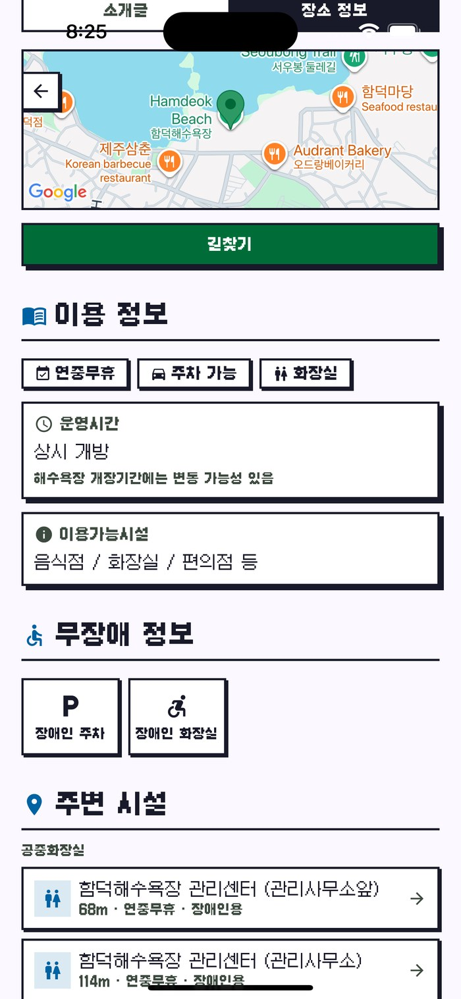 소개글
장소 정보
8:25
Seoubong Trail
서우봉 둘레길
함덕마당
Seafood restau
Hamdeok
Beach
함덕해수욕장
덕점
제주삼춘
Korean barbecue
restaurant
Audrant Bakery
오드랑베이커리
Google
길찾기
이용 정보
연중무휴
주차 가능
화장실
운영시간
상시 개방
해수욕장 개장기간에는 변동 가능성 있음
이용가능시설
음식점 / 화장실 / 편의점 등
무장애 정보
P
장애인 주차
장애인 화장실
주변 시설
공중화장실
함덕해수욕장 관리센터 (관리사무소앞)
68m · 연중무휴 · 장애인용
함덕해수욕장 관리센터 (관리사무소)
114m · 연중무휴 · 장애인용